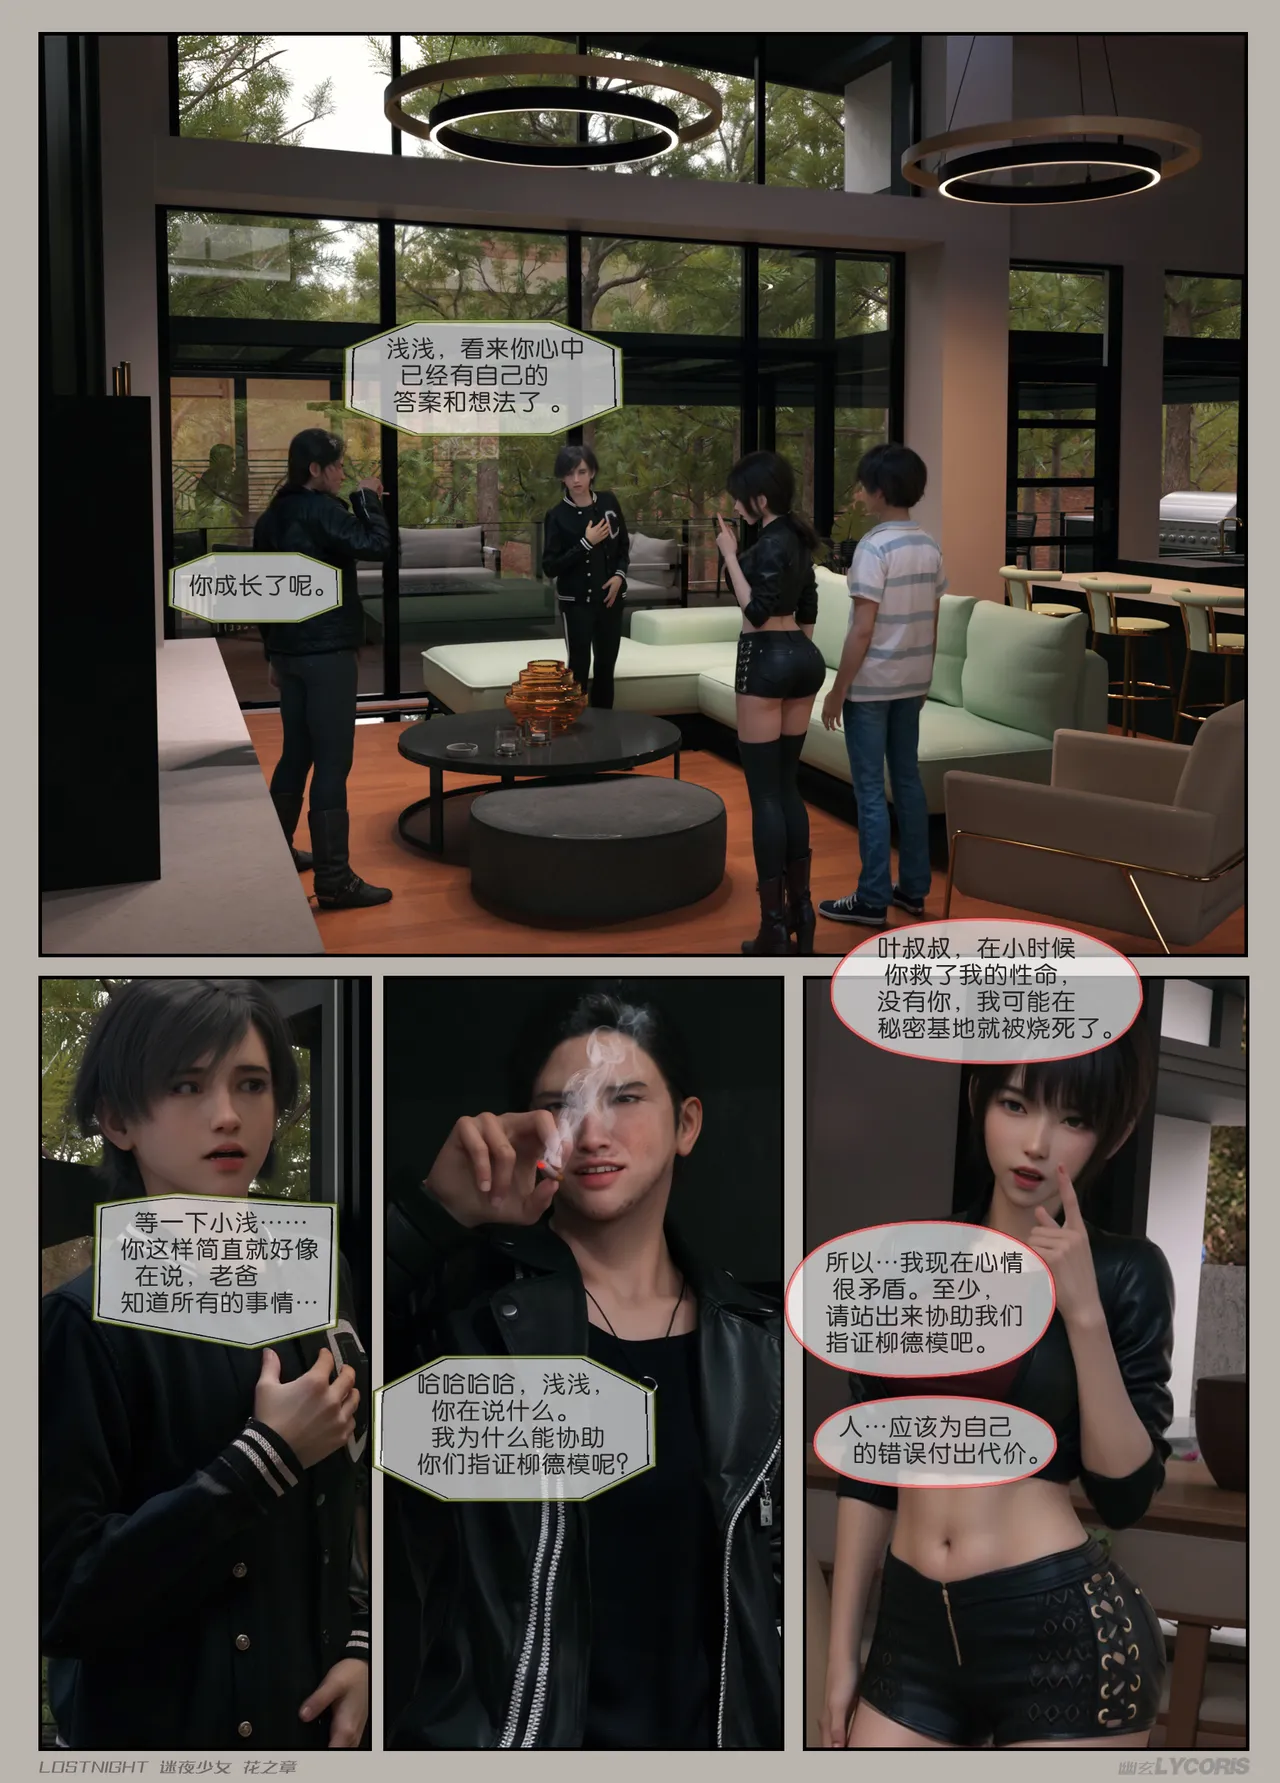 浅浅，看来你心中
已经有自己的
答案和想法了。
你成长了呢。
等一下小浅……
你这样简直就好像
在说，老爸
知道所有的事情…
哈哈哈哈，浅浅，
你在说什么。
我为什么能协助
你们指证柳德模呢？
叶叔叔，在小时候
你救了我的性命，
没有你，我可能在
秘密基地就被烧死了。
所以…我现在心情
很矛盾。至少，
请站出来协助我们
指证柳德模吧。
人…应该为自己
的错误付出代价。
LOSTNIGHT 迷夜少女 花之章
幽玄LYCORIS